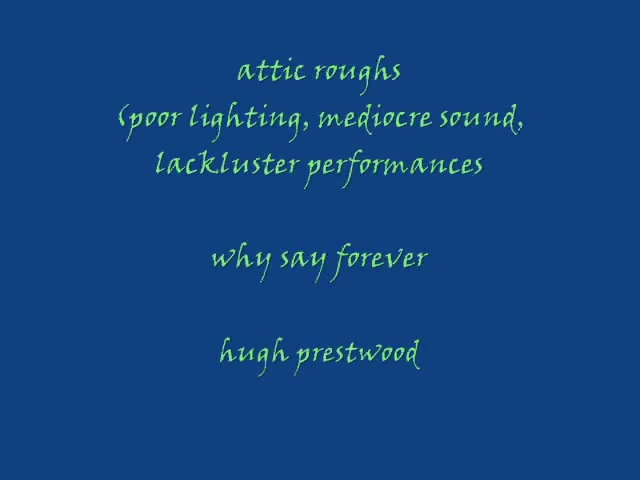 attic roughs
(poor lighting, mediocre sound,
lackluster performances
why say forever
hugh prestwood